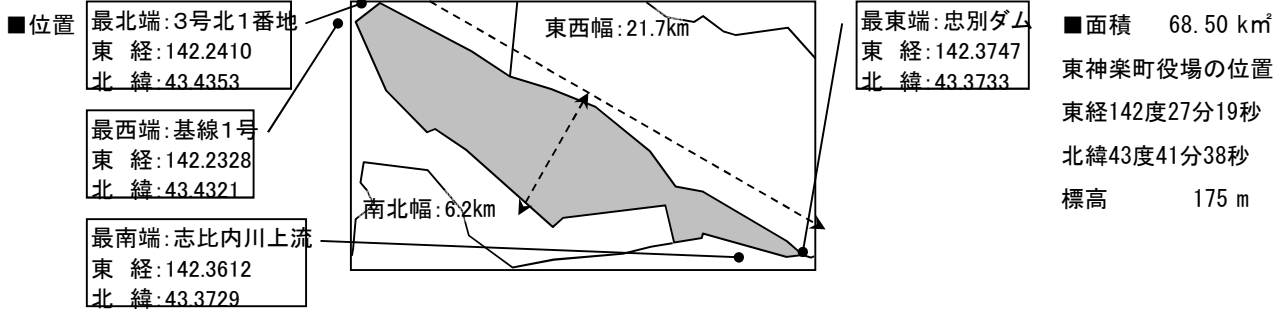 ■位置
最北端：３号北１番地
東　経：142.2410
北　緯：43.4353
最西端：基線１号
東　経：142.2328
北　緯：43.4321
最南端：志比内川上流
東　経：142.3612
北　緯：43.3729
東西幅：21.7km
南北幅：6.2km
最東端：忠別ダム
東　経：142.3747
北　緯：43.3733
■面積　68.50 k㎡
東神楽町役場の位置
東経142度27分19秒
北緯43度41分38秒
標高　175 m